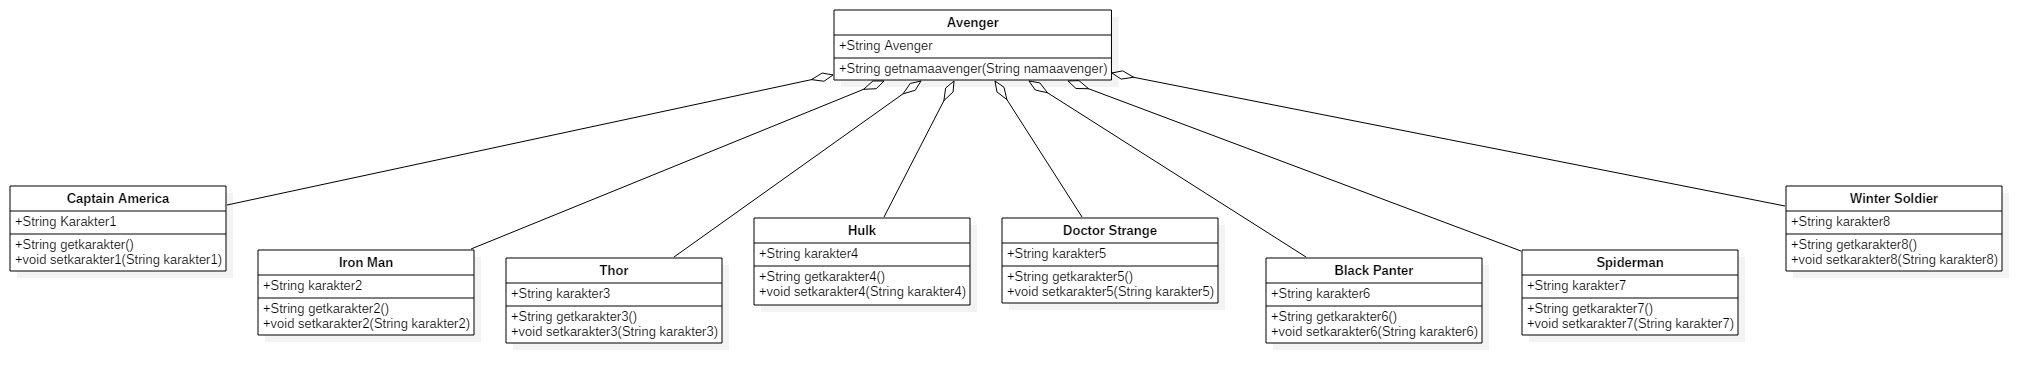 Avenger
+String Avenger
+String getnamaavenger(String namaavenger)
Captain America
+String Karakter1
+String getkarakter()
+void setkarakter1(String karakter1)
Iron Man
+String karakter2
+String getkarakter2()
+void setkarakter2(String karakter2)
Thor
+String karakter3
+String getkarakter3()
+void setkarakter3(String karakter3)
Hulk
+String karakter4
+String getkarakter4()
+void setkarakter4(String karakter4)
Doctor Strange
+String karakter5
+String getkarakter5()
+void setkarakter5(String karakter5)
Black Panter
+String karakter6
+String getkarakter6()
+void setkarakter6(String karakter6)
Spiderman
+String karakter7
+String getkarakter7()
+void setkarakter7(String karakter7)
Winter Soldier
+String karakter8
+String getkarakter8()
+void setkarakter8(String karakter8)